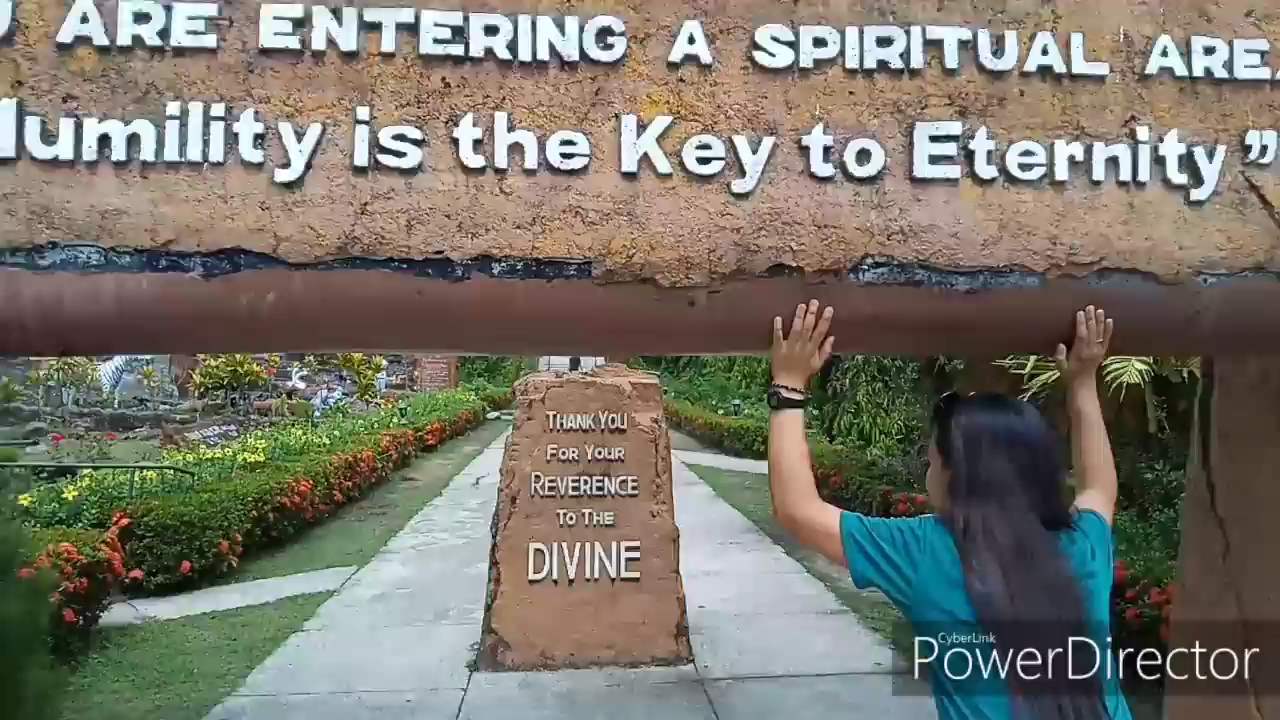 ARE ENTERING A SPIRITUAL ARE
Humility is the Key to Eternity”
THANK YOU
FOR YOUR
REVERENCE
TO THE
DIVINE
CyberLink
PowerDirector